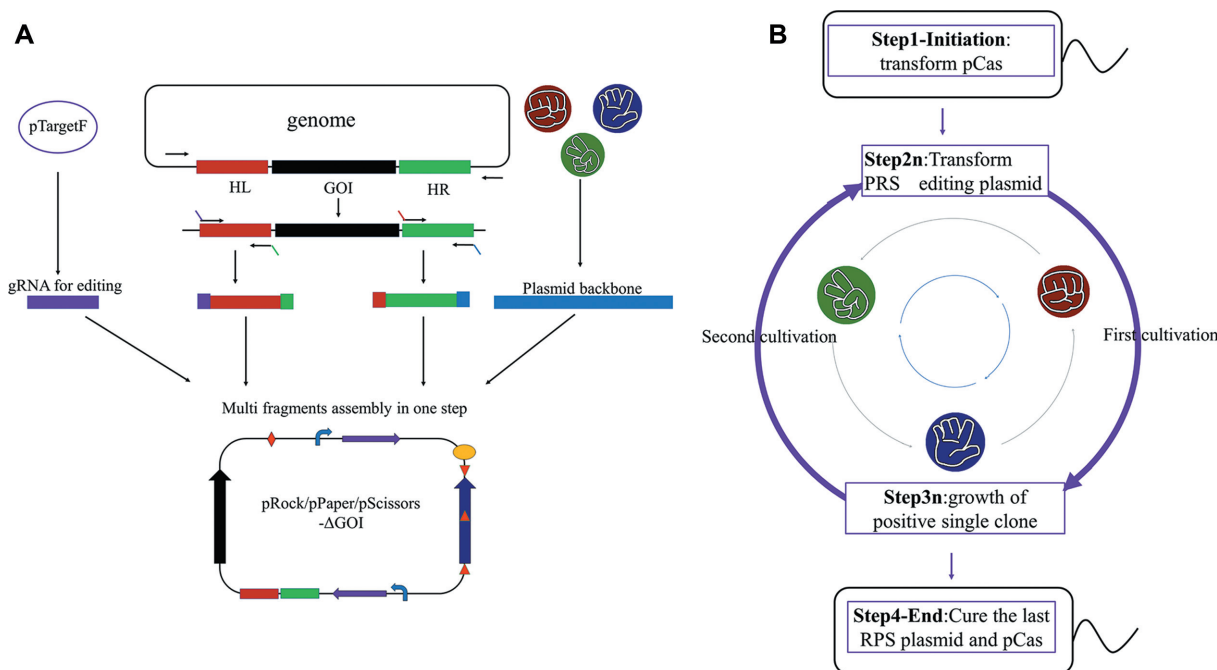 A
pTargetF
genome
HL
GOI
HR
gRNA for editing
Plasmid backbone
Multi fragments assembly in one step
pRock/pPaper/pScissors
-ΔGOI
B
Step1-Initiation:
transform pCas
Step2n:Transform
PRS editing plasmid
Second cultivation
First cultivation
Step3n:growth of
positive single clone
Step4-End:Cure the last
RPS plasmid and pCas